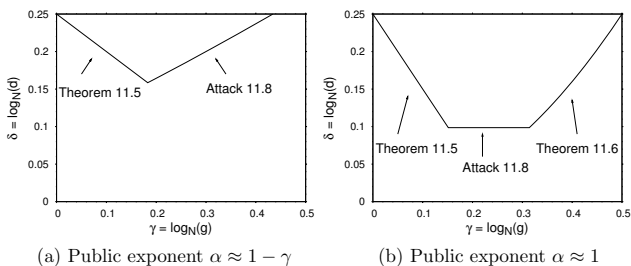 0.25
0.2
0.15
0.1
0.05
0
δ = log_N(d)
Theorem 11.5
Attack 11.8
0 0.1 0.2 0.3 0.4 0.5
γ = log_N(g)
(a) Public exponent α ≈ 1 − γ
0.25
0.2
0.15
0.1
0.05
0
δ = log_N(d)
Theorem 11.5
Attack 11.8
Theorem 11.6
0 0.1 0.2 0.3 0.4 0.5
γ = log_N(g)
(b) Public exponent α ≈ 1